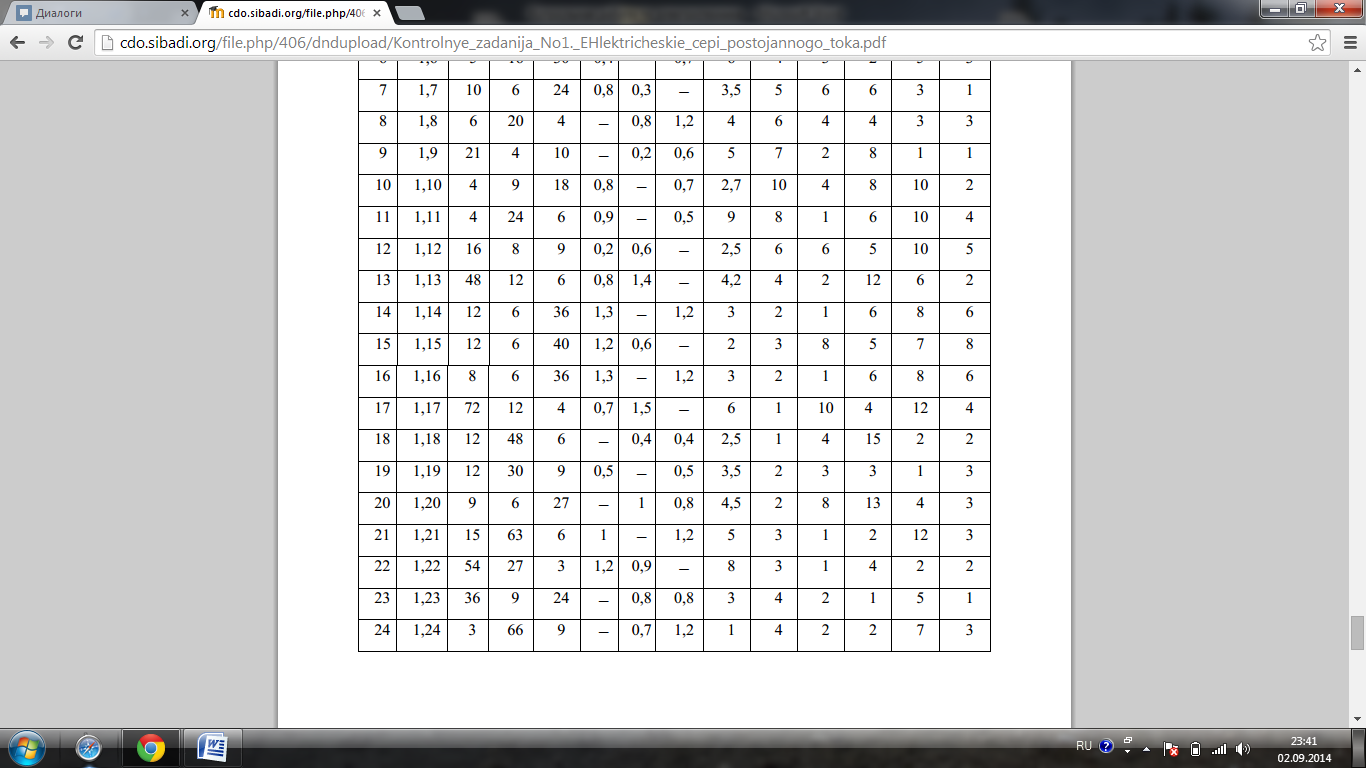 Диалоги
cdo.sibadi.org/file.php/406
cdo.sibadi.org/file.php/406/dndupload/Kontrolnye_zadanija_No1._EHlektricheskie_cepi_postojannogo_toka.pdf
7 1,7 10 6 24 0,8 0,3 – 3,5 5 6 6 3 1
8 1,8 6 20 4 – 0,8 1,2 4 6 4 4 3 3
9 1,9 21 4 10 – 0,2 0,6 5 7 2 8 1 1
10 1,10 4 9 18 0,8 – 0,7 2,7 10 4 8 10 2
11 1,11 4 24 6 0,9 – 0,5 9 8 1 6 10 4
12 1,12 16 8 9 0,2 0,6 – 2,5 6 6 5 10 5
13 1,13 48 12 6 0,8 1,4 – 4,2 4 2 12 6 2
14 1,14 12 6 36 1,3 – 1,2 3 2 1 6 8 6
15 1,15 12 6 40 1,2 0,6 – 2 3 8 5 7 8
16 1,16 8 6 36 1,3 – 1,2 3 2 1 6 8 6
17 1,17 72 12 4 0,7 1,5 – 6 1 10 4 12 4
18 1,18 12 48 6 – 0,4 0,4 2,5 1 4 15 2 2
19 1,19 12 30 9 0,5 – 0,5 3,5 2 3 3 1 3
20 1,20 9 6 27 – 1 0,8 4,5 2 8 13 4 3
21 1,21 15 63 6 1 – 1,2 5 3 1 2 12 3
22 1,22 54 27 3 1,2 0,9 – 8 3 1 4 2 2
23 1,23 36 9 24 – 0,8 0,8 3 4 2 1 5 1
24 1,24 3 66 9 – 0,7 1,2 1 4 2 2 7 3
RU
23:41
02.09.2014